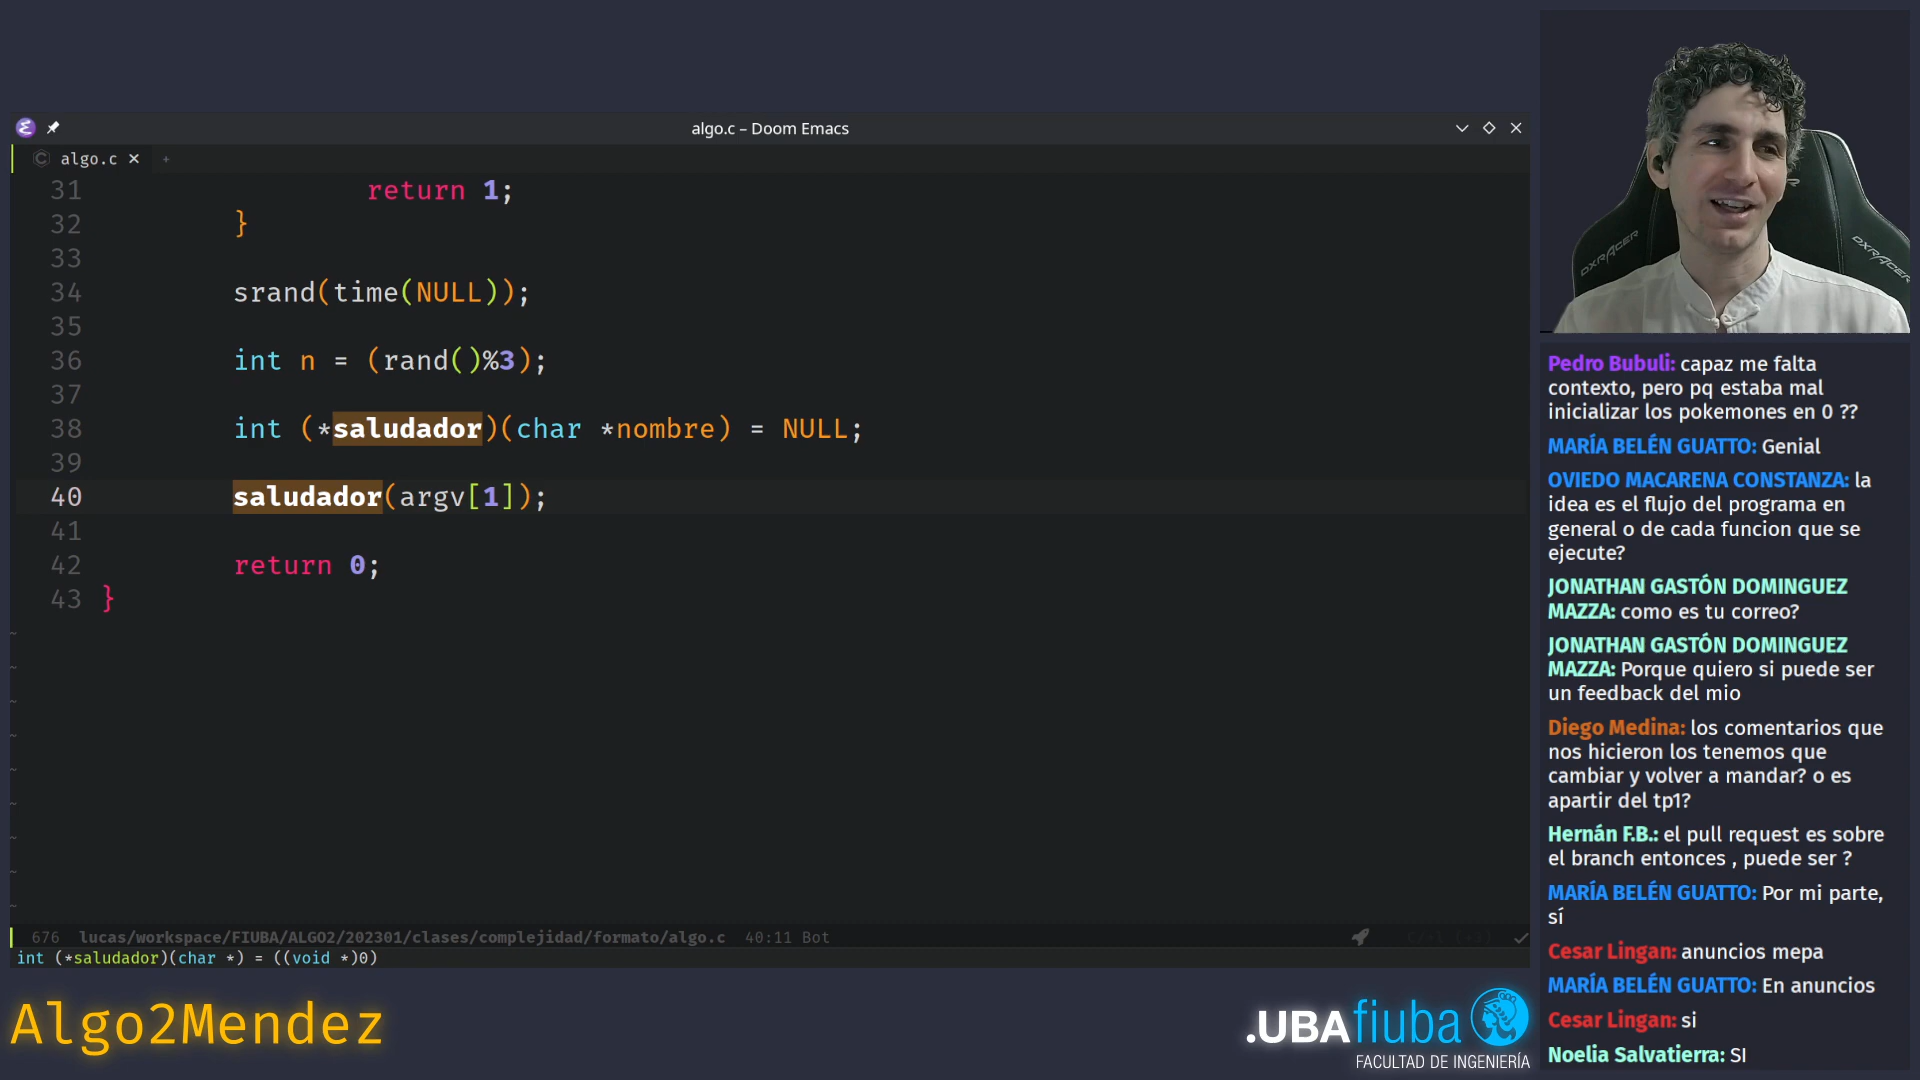 algo.c – Doom Emacs
algo.c
31 return 1;
32 }
33
34 srand(time(NULL));
35
36 int n = (rand()%3);
37
38 int (*saludador)(char *nombre) = NULL;
39
40 saludador(argv[1]);
41
42 return 0;
43 }
676 lucas/workspace/FIUBA/ALGO2/202301/clases/complejidad/formato/algo.c 40:11 Bot
int (*saludador)(char *) = ((void *)0)
Algo2Mendez
.UBAfiuba
FACULTAD DE INGENIERÍA
DXRACER
DXRACER
Pedro Bubuli: capaz me falta
contexto, pero pq estaba mal
inicializar los pokemones en 0 ??
MARÍA BELÉN GUATTO: Genial
OVIEDO MACARENA CONSTANZA: la
idea es el flujo del programa en
general o de cada funcion que se
ejecute?
JONATHAN GASTÓN DOMINGUEZ
MAZZA: como es tu correo?
JONATHAN GASTÓN DOMINGUEZ
MAZZA: Porque quiero si puede ser
un feedback del mio
Diego Medina: los comentarios que
nos hicieron los tenemos que
cambiar y volver a mandar? o es
apartir del tp1?
Hernán F.B.: el pull request es sobre
el branch entonces , puede ser ?
MARÍA BELÉN GUATTO: Por mi parte,
sí
Cesar Lingan: anuncios mepa
MARÍA BELÉN GUATTO: En anuncios
Cesar Lingan: si
Noelia Salvatierra: SI